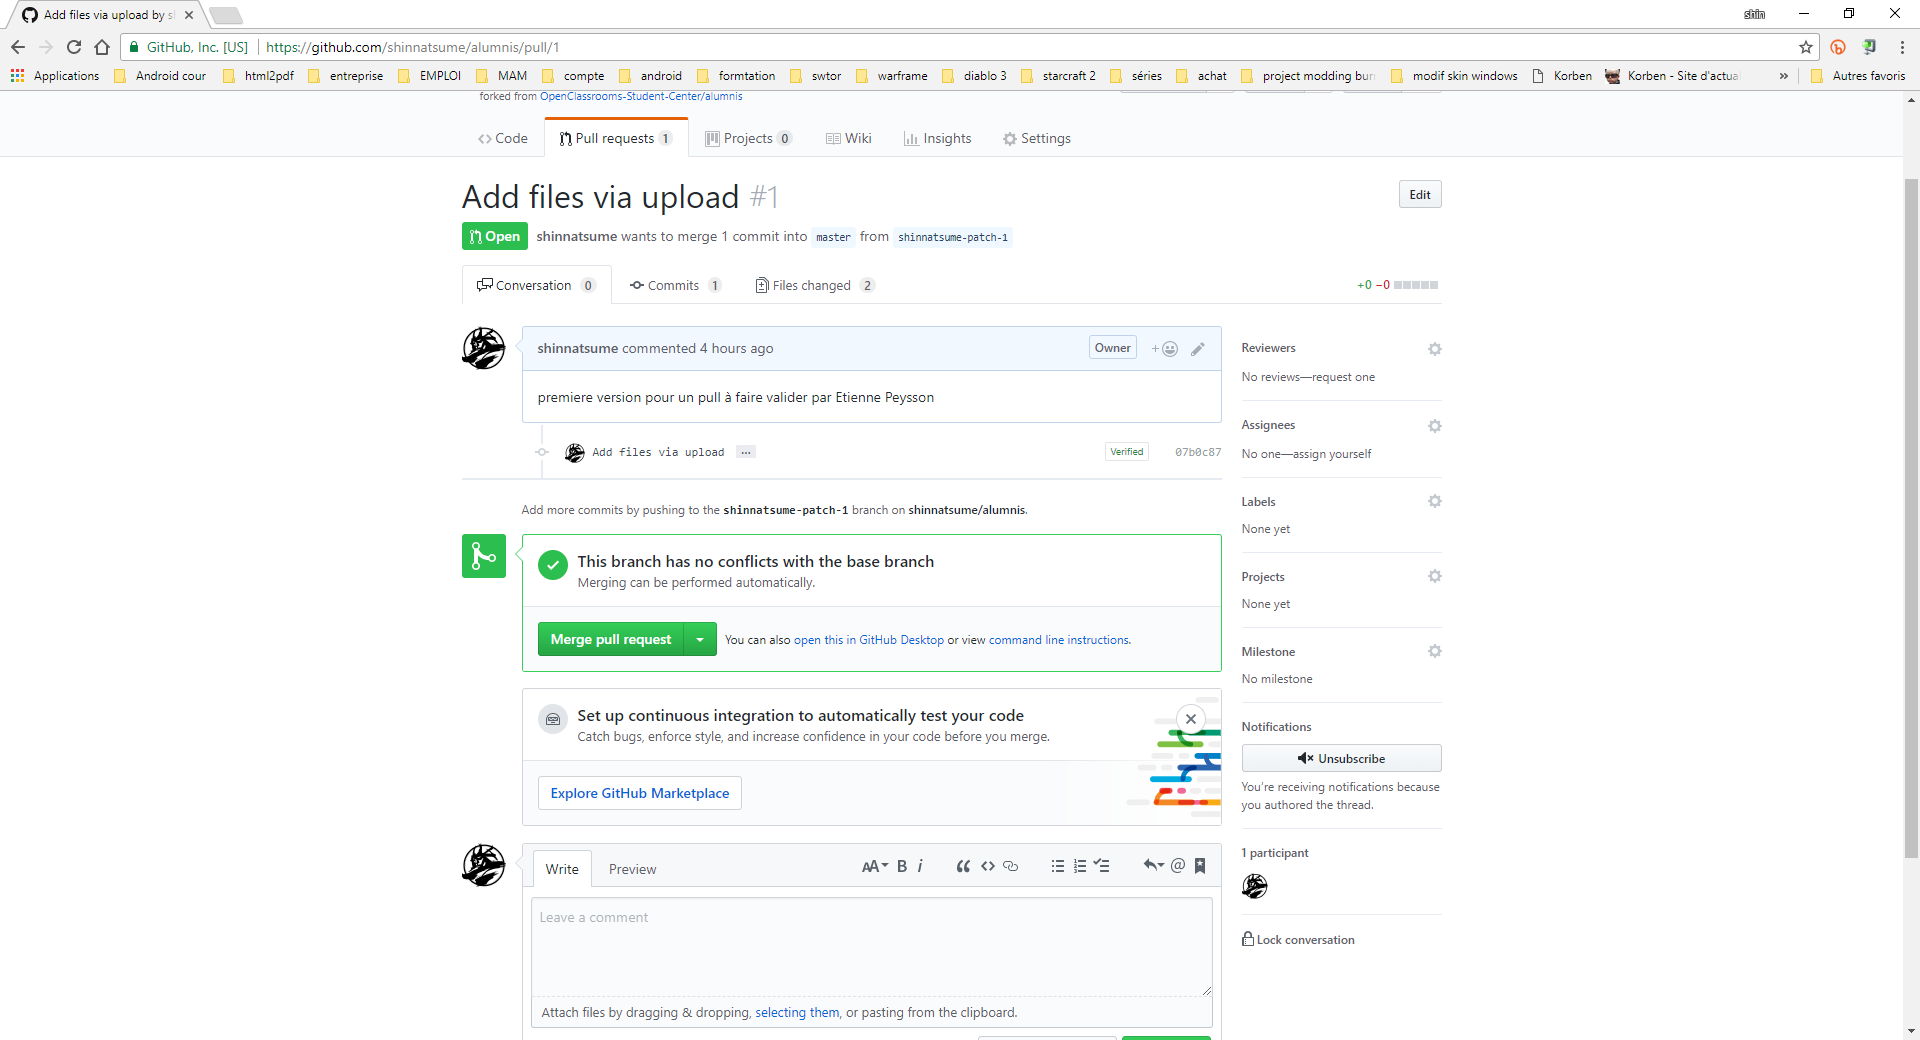 Add files via upload by s
shin
GitHub, Inc. [US] https://github.com/shinnatsume/alumnis/pull/1
Applications Android cour html2pdf entreprise EMPLOI MAM compte android formtation swtor warframe diablo 3 starcraft 2 séries achat project modding bur modif skin windows Korben Korben - Site d'actua » Autres favoris
forked from OpenClassrooms-Student-Center/alumnis
Code Pull requests 1 Projects 0 Wiki Insights Settings
Add files via upload #1
Edit
Open shinnatsume wants to merge 1 commit into master from shinnatsume-patch-1
Conversation 0 Commits 1 Files changed 2
+0 −0
shinnatsume commented 4 hours ago
Owner
premiere version pour un pull à faire valider par Etienne Peysson
Add files via upload ...
Verified 07b0c87
Add more commits by pushing to the shinnatsume-patch-1 branch on shinnatsume/alumnis.
This branch has no conflicts with the base branch
Merging can be performed automatically.
Merge pull request
You can also open this in GitHub Desktop or view command line instructions.
Set up continuous integration to automatically test your code
Catch bugs, enforce style, and increase confidence in your code before you merge.
Explore GitHub Marketplace
Write Preview
AA B i
Leave a comment
Attach files by dragging & dropping, selecting them, or pasting from the clipboard.
Reviewers
No reviews—request one
Assignees
No one—assign yourself
Labels
None yet
Projects
None yet
Milestone
No milestone
Notifications
Unsubscribe
You're receiving notifications because
you authored the thread.
1 participant
Lock conversation